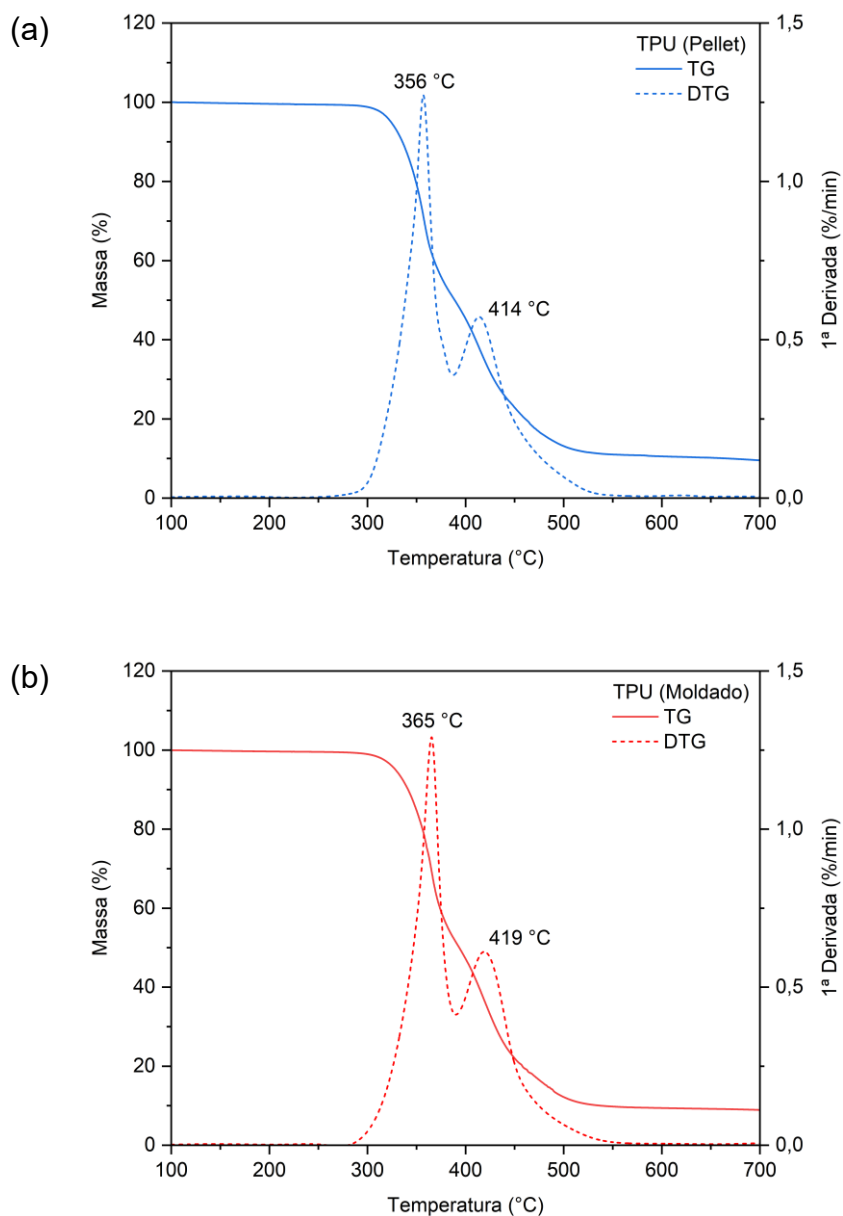 (a)
120
100
80
60
40
20
0
Massa (%)
100 200 300 400 500 600 700
Temperatura (°C)
1,5
1,0
0,5
0,0
1ª Derivada (%/min)
TPU (Pellet)
TG
DTG
356 °C
414 °C
(b)
120
100
80
60
40
20
0
Massa (%)
100 200 300 400 500 600 700
Temperatura (°C)
1,5
1,0
0,5
0,0
1ª Derivada (%/min)
TPU (Moldado)
TG
DTG
365 °C
419 °C